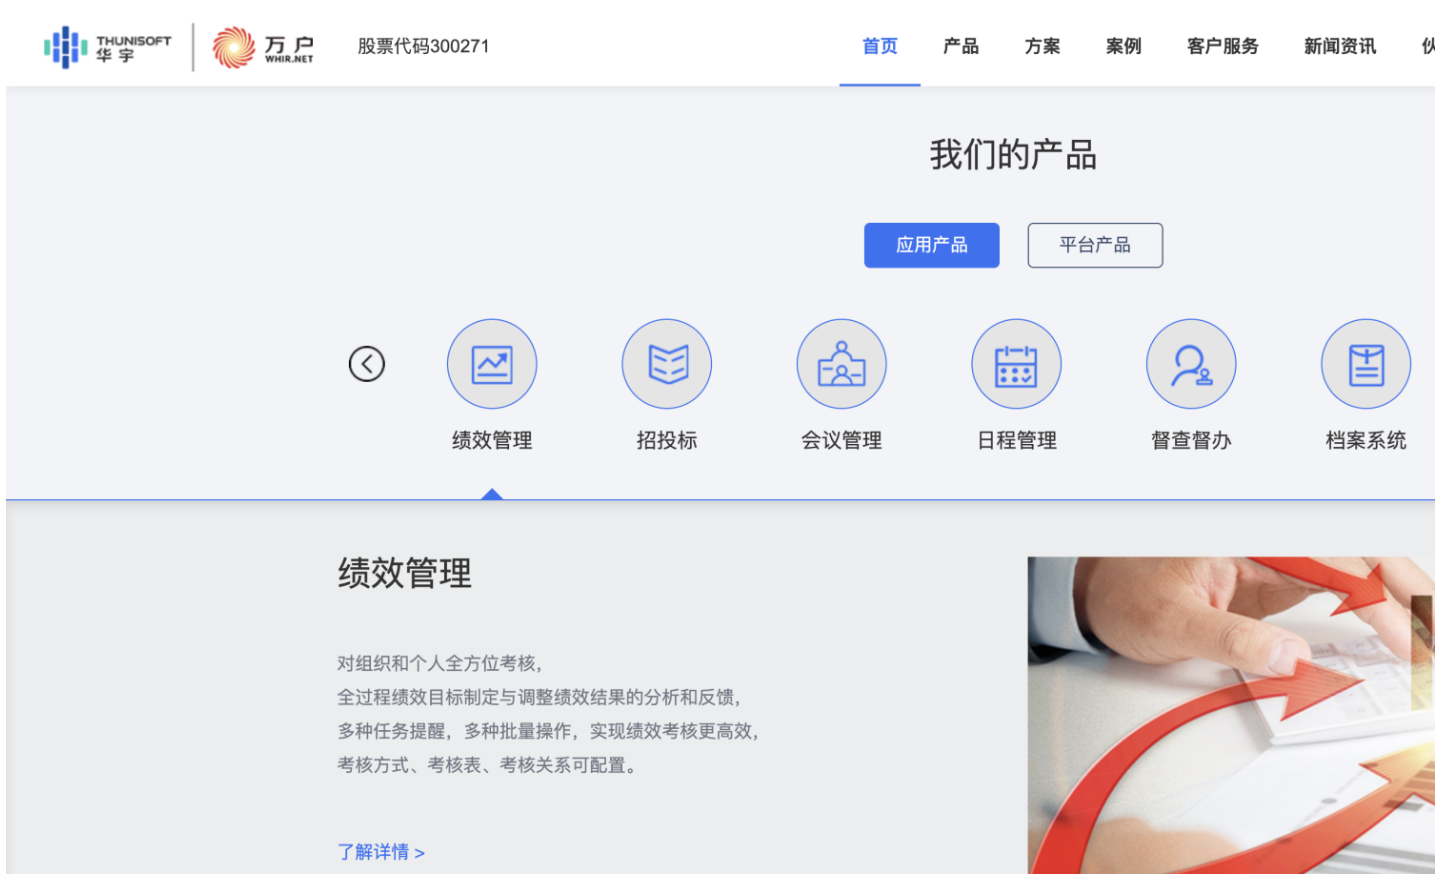 THUNISOFT
华宇
万户
WHIR.NET
股票代码300271
首页 产品 方案 案例 客户服务 新闻资讯 伙
我们的产品
应用产品 平台产品
绩效管理 招投标 会议管理 日程管理 督查督办 档案系统
绩效管理
对组织和个人全方位考核，
全过程绩效目标制定与调整绩效结果的分析和反馈，
多种任务提醒，多种批量操作，实现绩效考核更高效，
考核方式、考核表、考核关系可配置。
了解详情 >